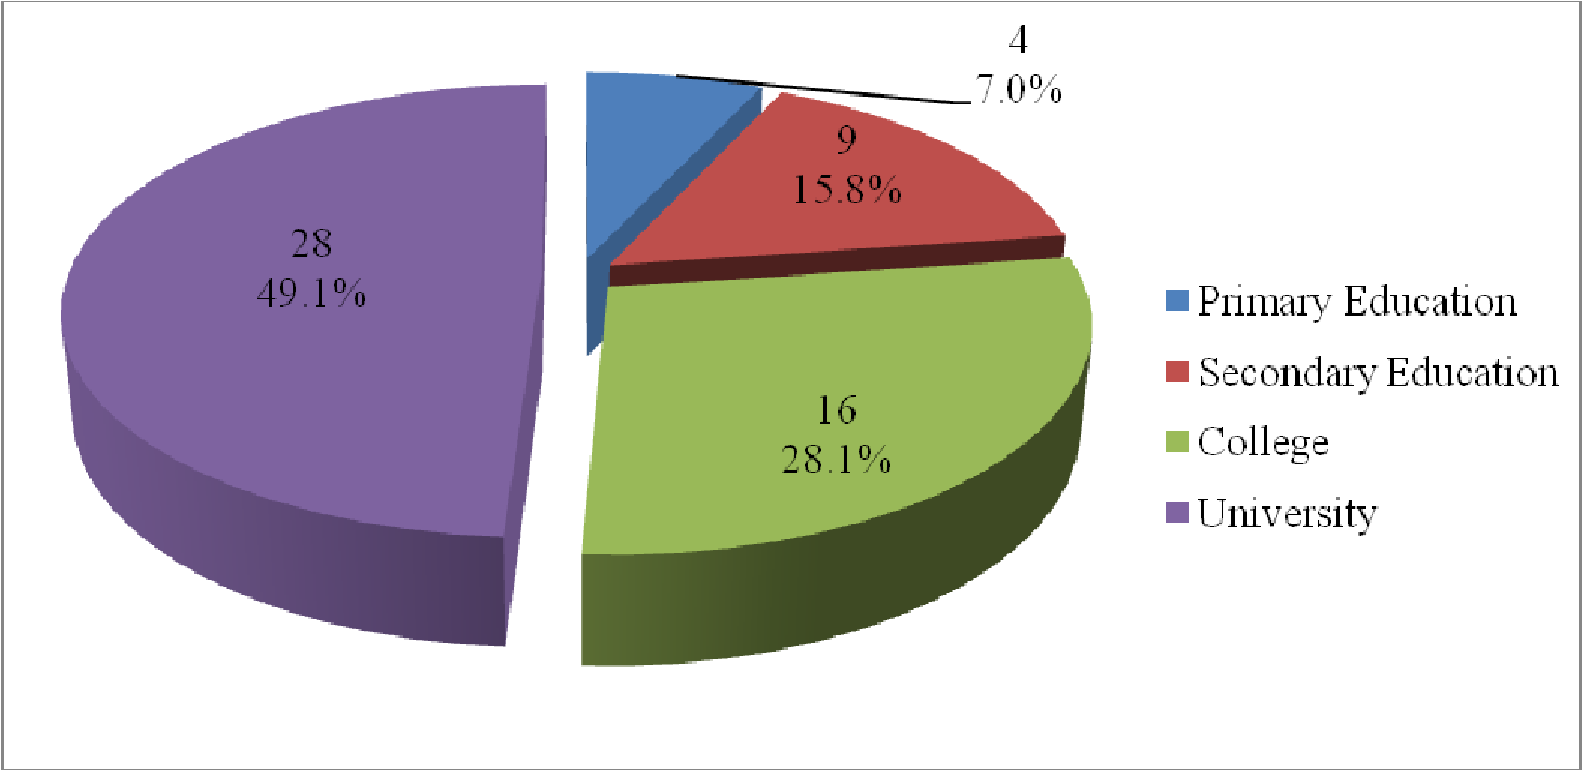 4
7.0%
9
15.8%
28
49.1%
16
28.1%
Primary Education
Secondary Education
College
University